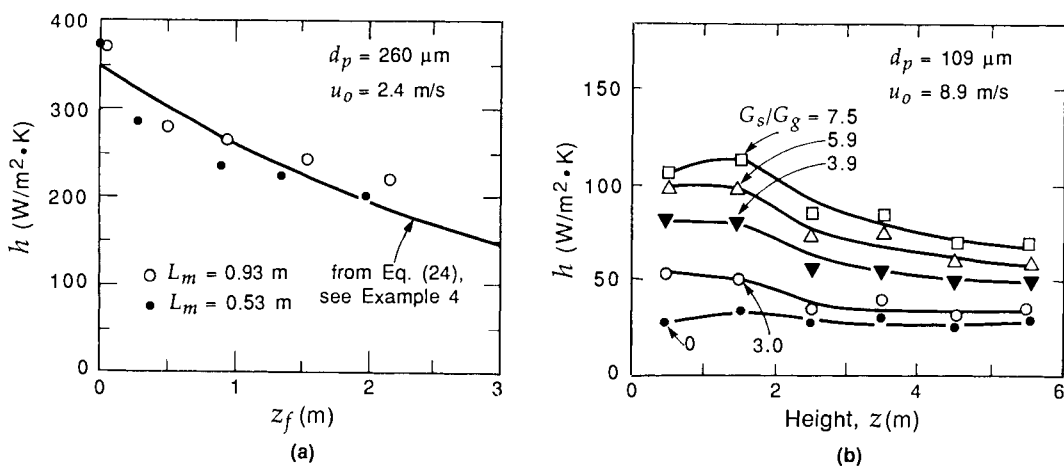 400
350
300
250
200
100
0
h (W/m²•K)
d_p = 260 μm
u_o = 2.4 m/s
L_m = 0.93 m
L_m = 0.53 m
from Eq. (24),
see Example 4
0 1 2 3
z_f (m)
(a)
150
100
50
0
h (W/m²•K)
d_p = 109 μm
u_o = 8.9 m/s
G_s/G_g = 7.5
5.9
3.9
0
3.0
0 2 4 6
Height, z (m)
(b)